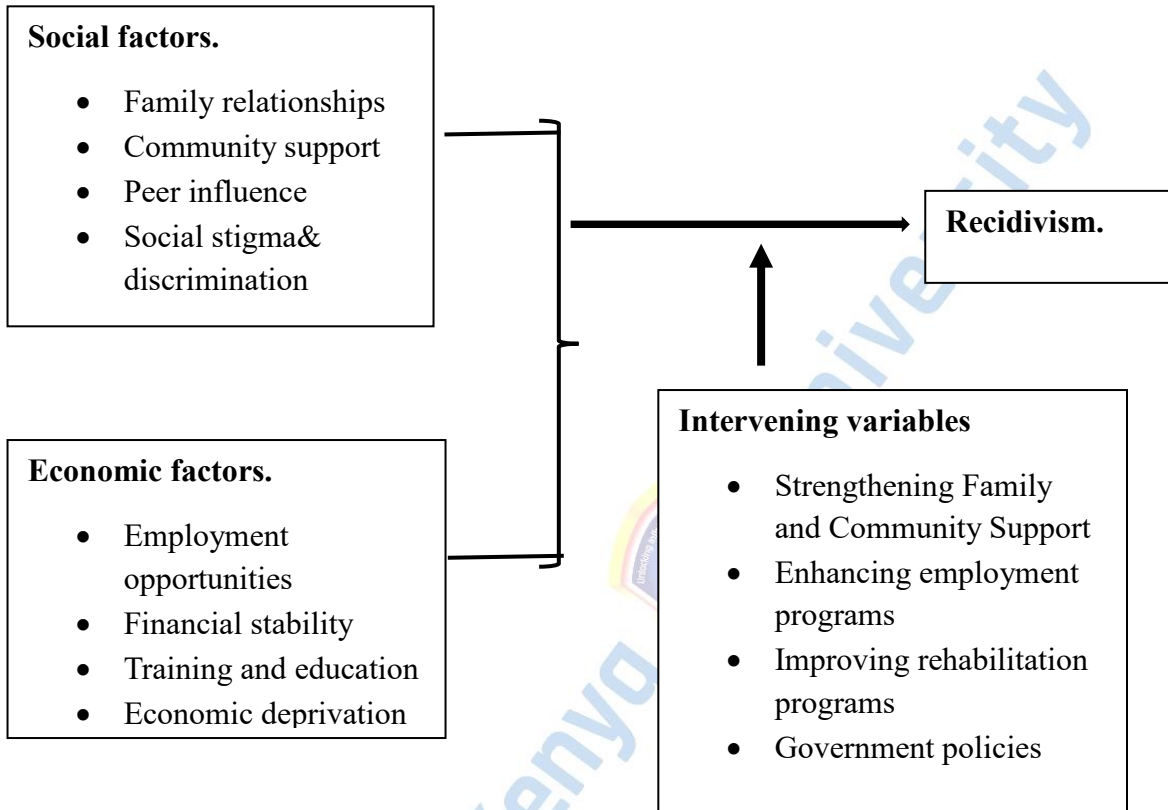 Social factors.
• Family relationships
• Community support
• Peer influence
• Social stigma&
discrimination
Recidivism.
Economic factors.
• Employment
opportunities
• Financial stability
• Training and education
• Economic deprivation
Intervening variables
• Strengthening Family
and Community Support
• Enhancing employment
programs
• Improving rehabilitation
programs
• Government policies